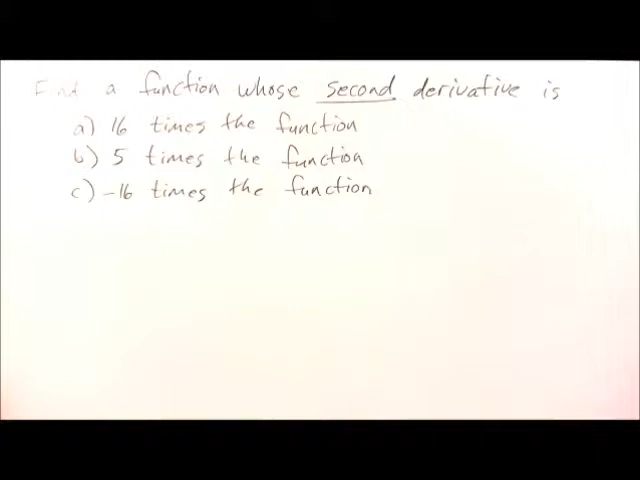 Find a function whose second derivative is
a) 16 times the function
b) 5 times the function
c) -16 times the function